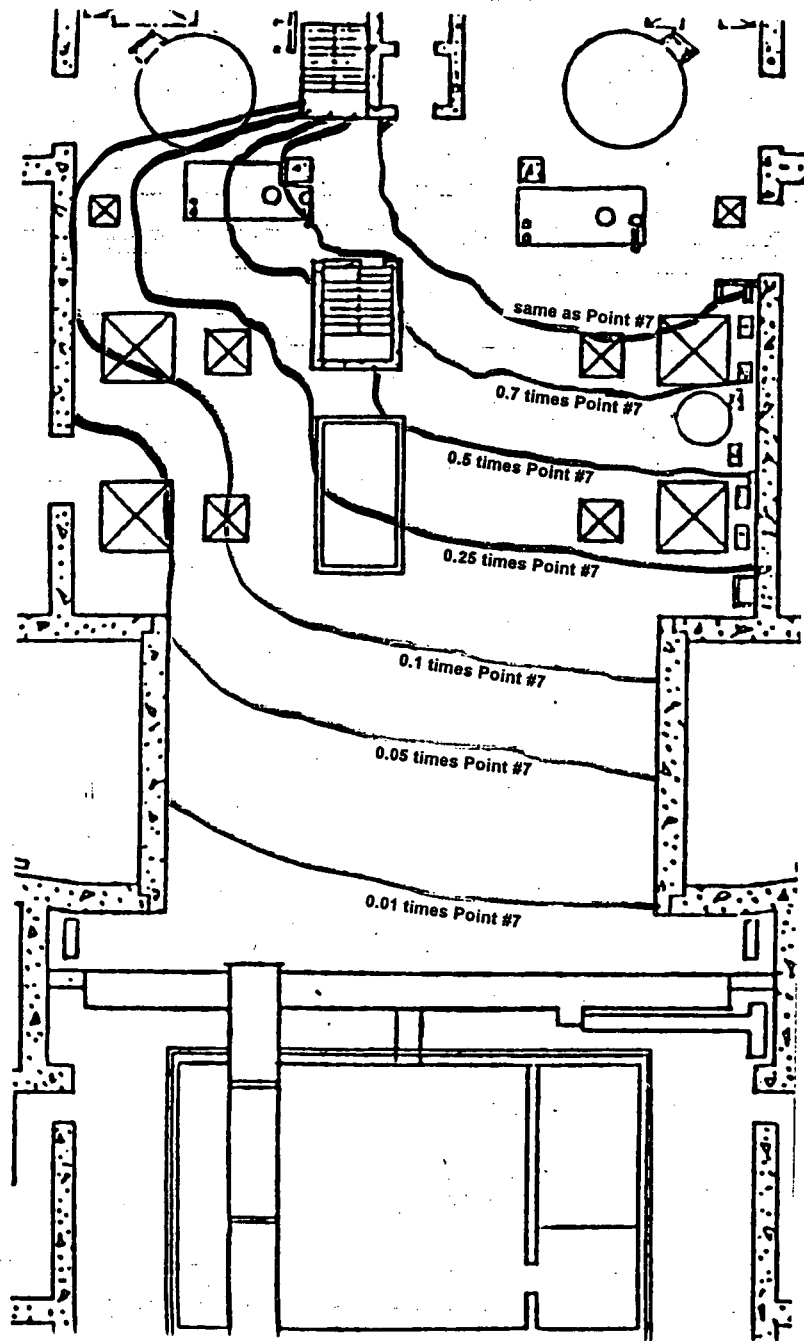 same as Point #7
0.7 times Point #7
0.5 times Point #7
0.25 times Point #7
0.1 times Point #7
0.05 times Point #7
0.01 times Point #7